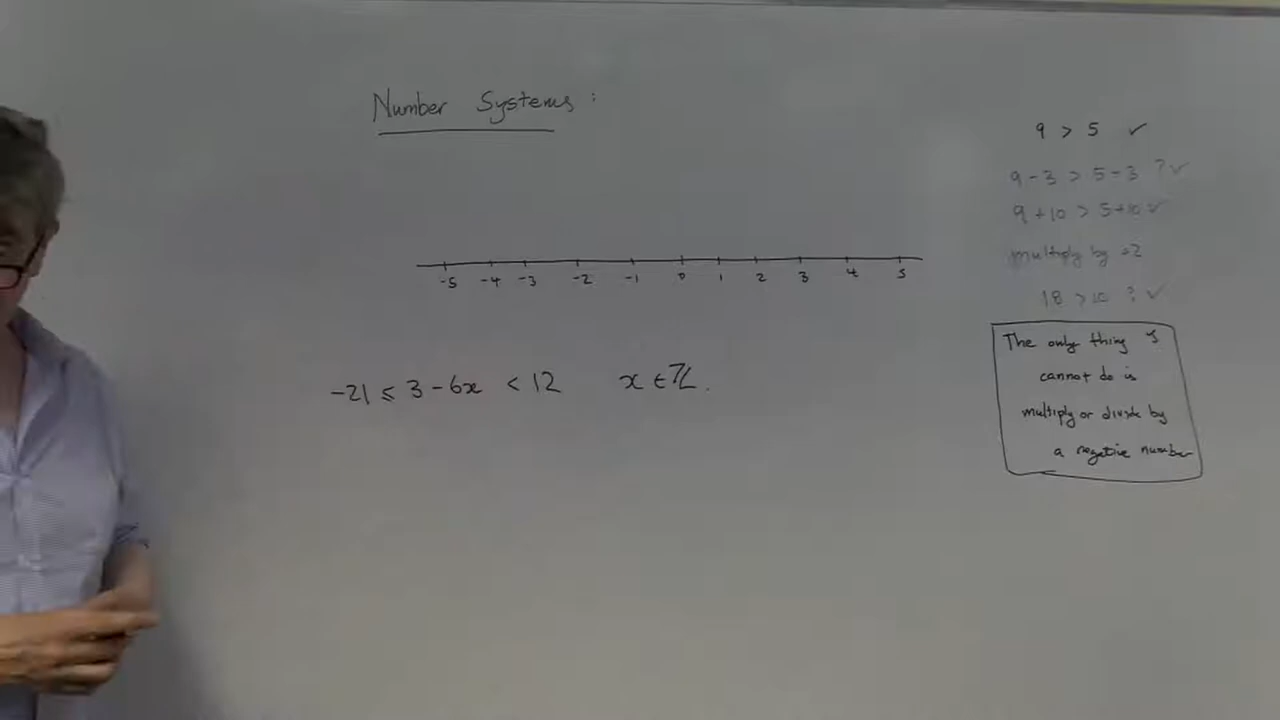 Number Systems :
9 > 5 ✓
9 - 3 > 5 - 3 ? ✓
9 + 10 > 5 + 10 ✓
multiply by 2
18 > 10 ? ✓
-5 -4 -3 -2 -1 0 1 2 3 4 5
The only thing I
cannot do is
multiply or divide by
a negative number
-21 ≤ 3 - 6x < 12 x ∈ ℤ.